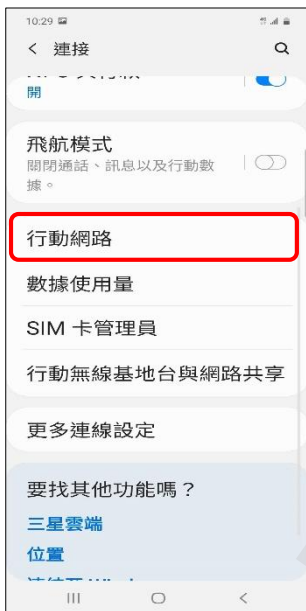 10:29
連接
開
飛航模式
關閉通話、訊息以及行動數
據。
行動網路
數據使用量
SIM 卡管理員
行動無線基地台與網路共享
更多連線設定
要找其他功能嗎？
三星雲端
位置